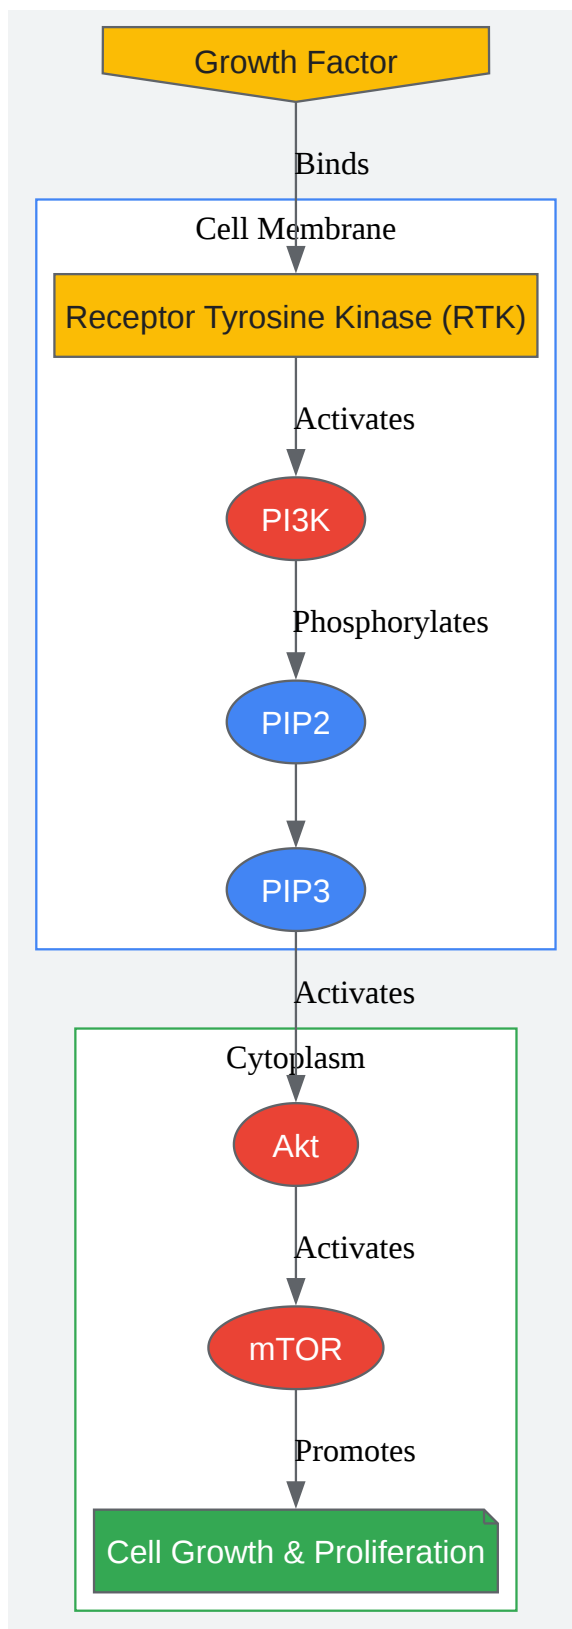 Growth Factor
Binds
Cell Membrane
Receptor Tyrosine Kinase (RTK)
Activates
PI3K
Phosphorylates
PIP2
PIP3
Activates
Cytoplasm
Akt
Activates
mTOR
Promotes
Cell Growth & Proliferation